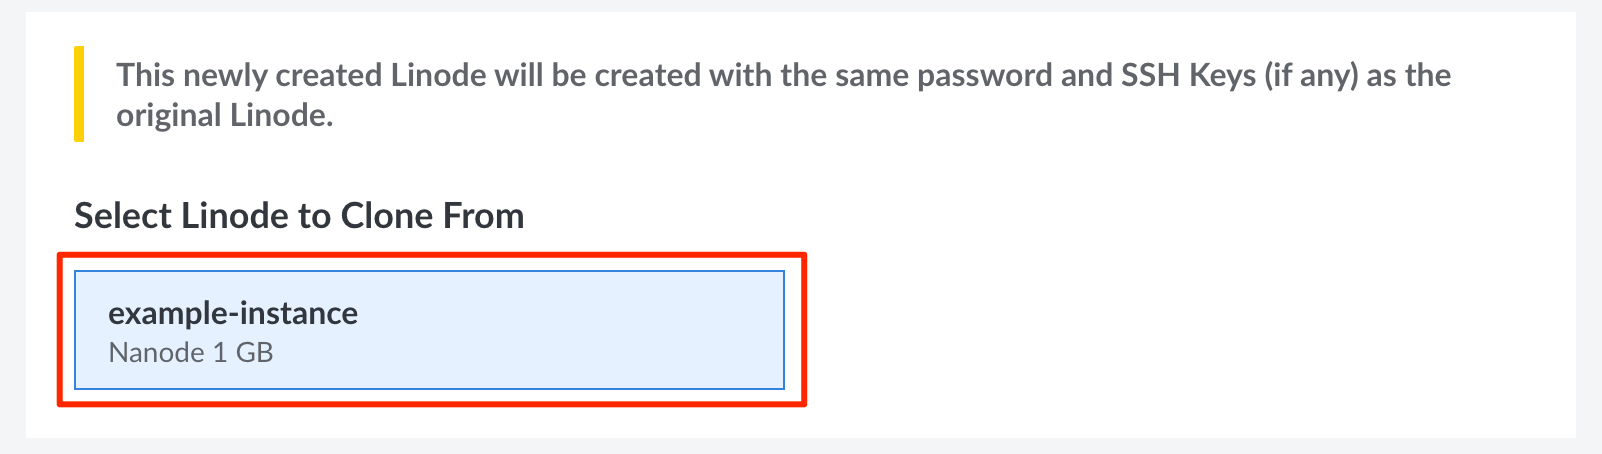 This newly created Linode will be created with the same password and SSH Keys (if any) as the
original Linode.
Select Linode to Clone From
example-instance
Nanode 1 GB